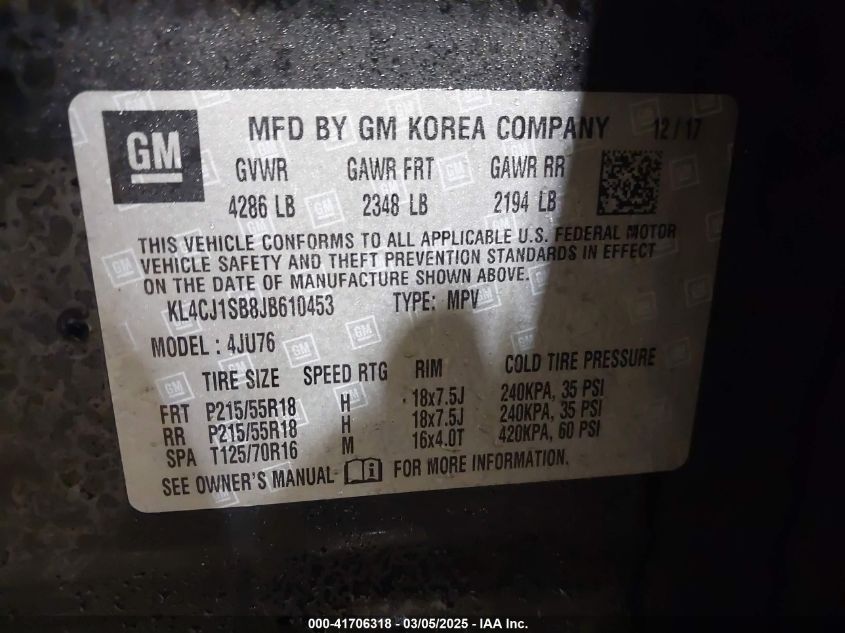 GM
MFD BY GM KOREA COMPANY 12/17
GVWR GAWR FRT GAWR RR
4286 LB 2348 LB 2194 LB
THIS VEHICLE CONFORMS TO ALL APPLICABLE U.S. FEDERAL MOTOR
VEHICLE SAFETY AND THEFT PREVENTION STANDARDS IN EFFECT
ON THE DATE OF MANUFACTURE SHOWN ABOVE.
KL4CJ1SB8JB610453 TYPE: MPV
MODEL : 4JU76
TIRE SIZE SPEED RTG RIM COLD TIRE PRESSURE
FRT P215/55R18 H 18x7.5J 240KPA, 35 PSI
RR P215/55R18 H 18x7.5J 240KPA, 35 PSI
SPA T125/70R16 M 16x4.0T 420KPA, 60 PSI
SEE OWNER'S MANUAL FOR MORE INFORMATION.
000-41706318 - 03/05/2025 - IAA Inc.